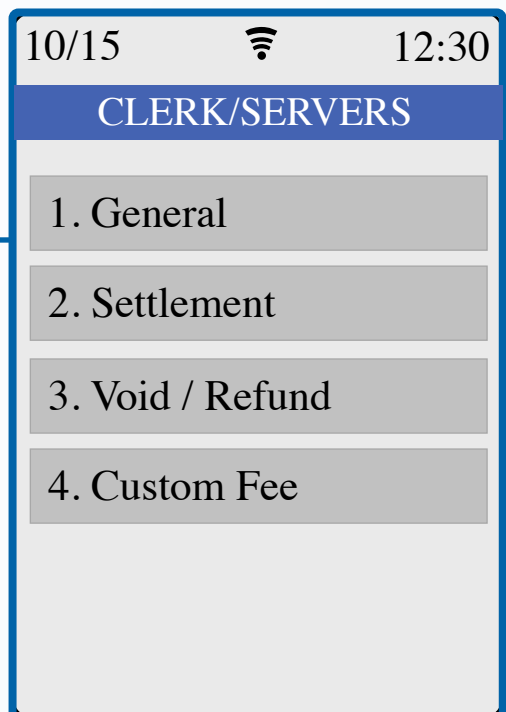 10/15 12:30
CLERK/SERVERS
1. General
2. Settlement
3. Void / Refund
4. Custom Fee